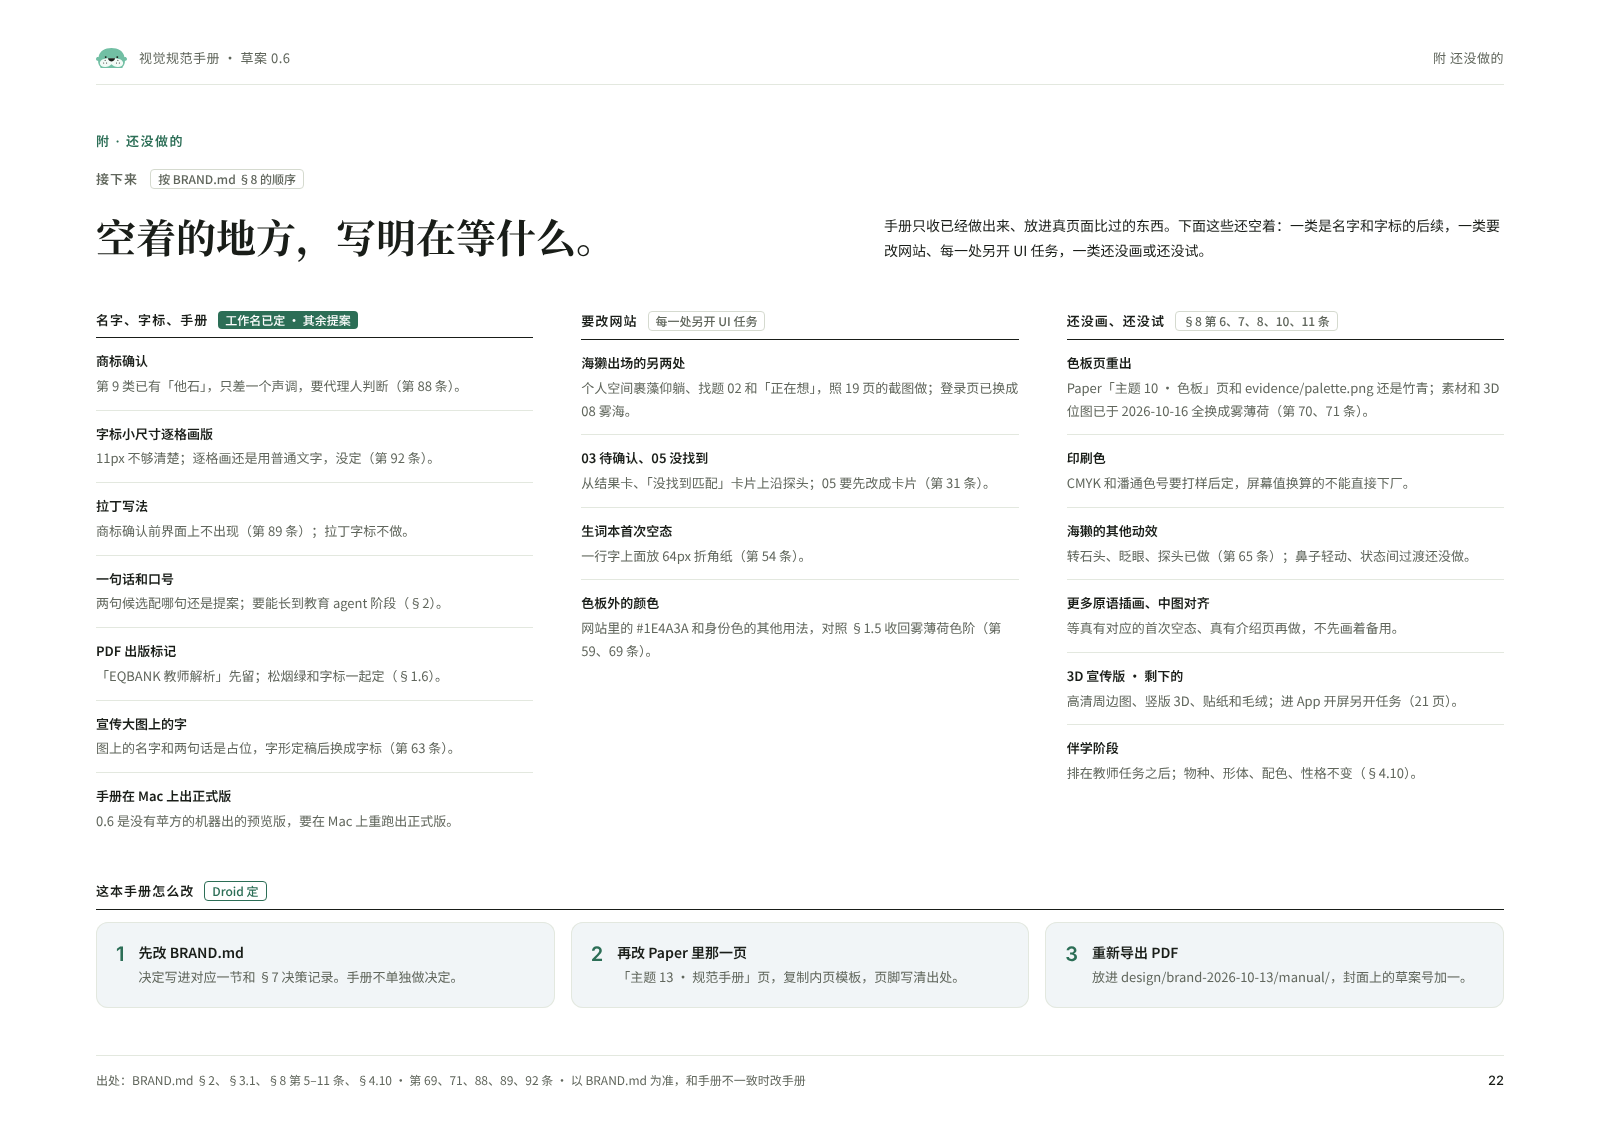 视觉规范手册 · 草案 0.6
附 还没做的
附 · 还没做的
接下来 按 BRAND.md §8 的顺序
空着的地方，写明在等什么。
手册只收已经做出来、放进真页面比过的东西。下面这些还空着：一类是名字和字标的后续，一类要
改网站、每一处另开 UI 任务，一类还没画或还没试。
名字、字标、手册 工作名已定 · 其余提案
商标确认
第 9 类已有「他石」，只差一个声调，要代理人判断（第 88 条）。
字标小尺寸逐格画版
11px 不够清楚；逐格画还是用普通文字，没定（第 92 条）。
拉丁写法
商标确认前界面上不出现（第 89 条）；拉丁字标不做。
一句话和口号
两句候选配哪句还是提案；要能长到教育 agent 阶段（§2）。
PDF 出版标记
「EQBANK 教师解析」先留；松烟绿和字标一起定（§1.6）。
宣传大图上的字
图上的名字和两句话是占位，字形定稿后换成字标（第 63 条）。
手册在 Mac 上出正式版
0.6 是没有苹方的机器出的预览版，要在 Mac 上重跑出正式版。
要改网站 每一处另开 UI 任务
海獭出场的另两处
个人空间裹藻仰躺、找题 02 和「正在想」，照 19 页的截图做；登录页已换成
08 雾海。
03 待确认、05 没找到
从结果卡、「没找到匹配」卡片上沿探头；05 要先改成卡片（第 31 条）。
生词本首次空态
一行字上面放 64px 折角纸（第 54 条）。
色板外的颜色
网站里的 #1E4A3A 和身份色的其他用法，对照 §1.5 收回雾薄荷色阶（第
59、69 条）。
还没画、还没试 §8 第 6、7、8、10、11 条
色板页重出
Paper「主题 10 · 色板」页和 evidence/palette.png 还是竹青；素材和 3D
位图已于 2026-10-16 全换成雾薄荷（第 70、71 条）。
印刷色
CMYK 和潘通色号要打样后定，屏幕值换算的不能直接下厂。
海獭的其他动效
转石头、眨眼、探头已做（第 65 条）；鼻子轻动、状态间过渡还没做。
更多原语插画、中图对齐
等真有对应的首次空态、真有介绍页再做，不先画着备用。
3D 宣传版 · 剩下的
高清周边图、竖版 3D、贴纸和毛绒；进 App 开屏另开任务（21 页）。
伴学阶段
排在教师任务之后；物种、形体、配色、性格不变（§4.10）。
这本手册怎么改 Droid 定
1 先改 BRAND.md
决定写进对应一节和 §7 决策记录。手册不单独做决定。
2 再改 Paper 里那一页
「主题 13 · 规范手册」页，复制内页模板，页脚写清出处。
3 重新导出 PDF
放进 design/brand-2026-10-13/manual/，封面上的草案号加一。
出处：BRAND.md §2、§3.1、§8 第 5–11 条、§4.10 · 第 69、71、88、89、92 条 · 以 BRAND.md 为准，和手册不一致时改手册
22